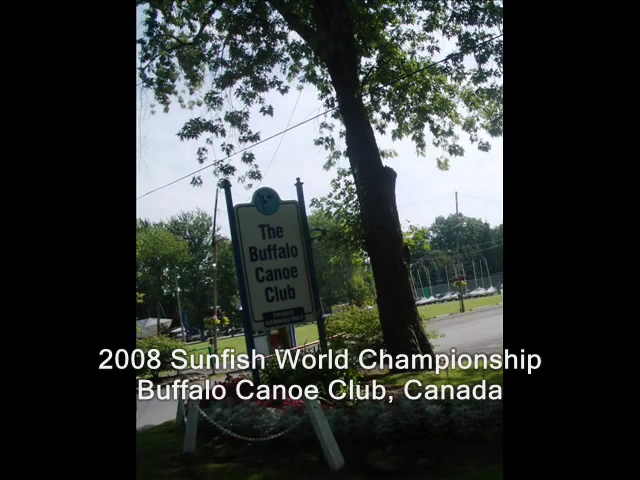 The
Buffalo
Canoe
Club
2008 Sunfish World Championship
Buffalo Canoe Club, Canada